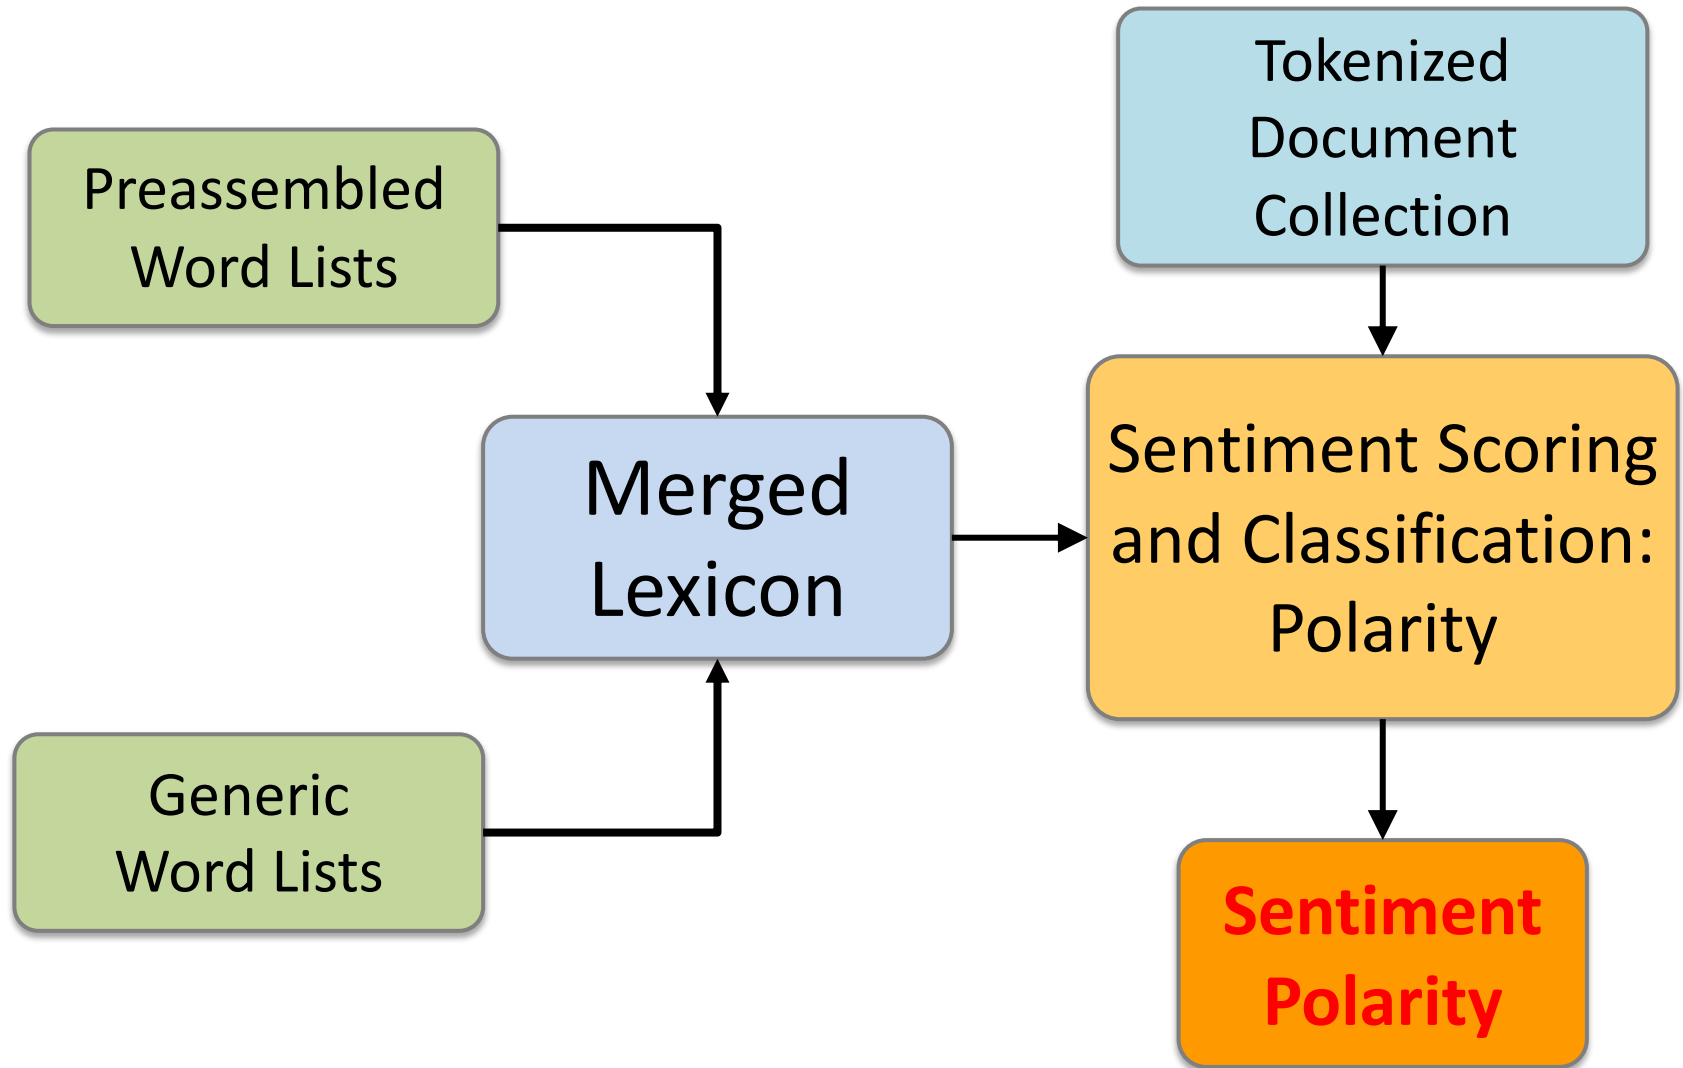 Preassembled
Word Lists
Generic
Word Lists
Merged
Lexicon
Tokenized
Document
Collection
Sentiment Scoring
and Classification:
Polarity
Sentiment
Polarity